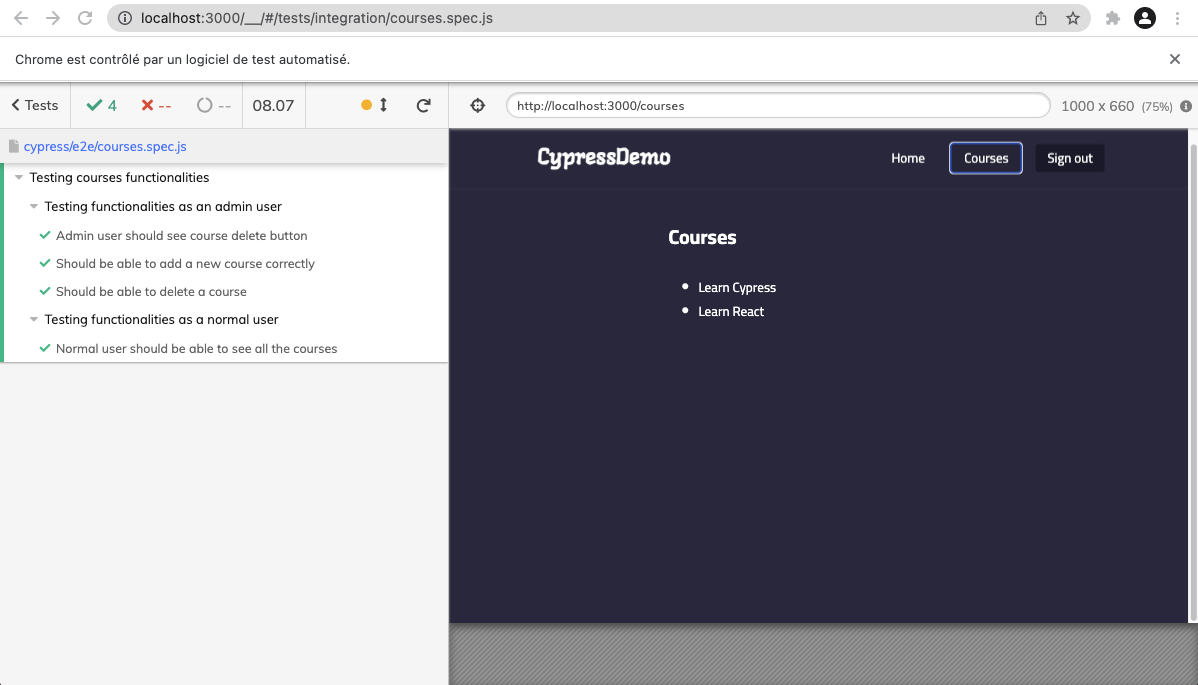 localhost:3000/__/#/tests/integration/courses.spec.js
Chrome est contrôlé par un logiciel de test automatisé.
Tests 4 -- -- 08.07 http://localhost:3000/courses 1000 x 660 (75%)
cypress/e2e/courses.spec.js
Testing courses functionalities
Testing functionalities as an admin user
Admin user should see course delete button
Should be able to add a new course correctly
Should be able to delete a course
Testing functionalities as a normal user
Normal user should be able to see all the courses
CypressDemo Home Courses Sign out
Courses
Learn Cypress
Learn React